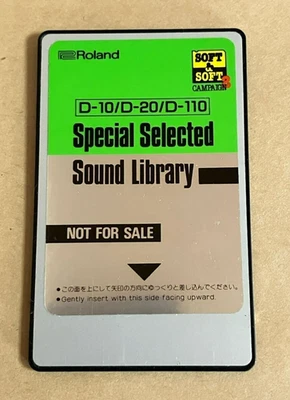 Roland
SOFT
&
SOFT
CAMPAIGN
D-10/D-20/D-110
Special Selected
Sound Library
NOT FOR SALE
●この面を上にして矢印の方向にゆっくりと差し込んでください。
●Gently insert with this side facing upward.